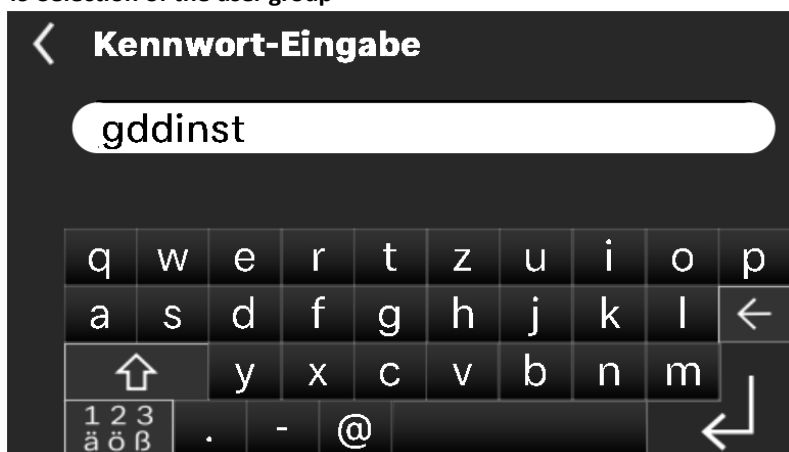 Kennwort-Eingabe
gddinst
q w e r t z u i o p
a s d f g h j k l
y x c v b n m
1 2 3
ä ö ß . - @